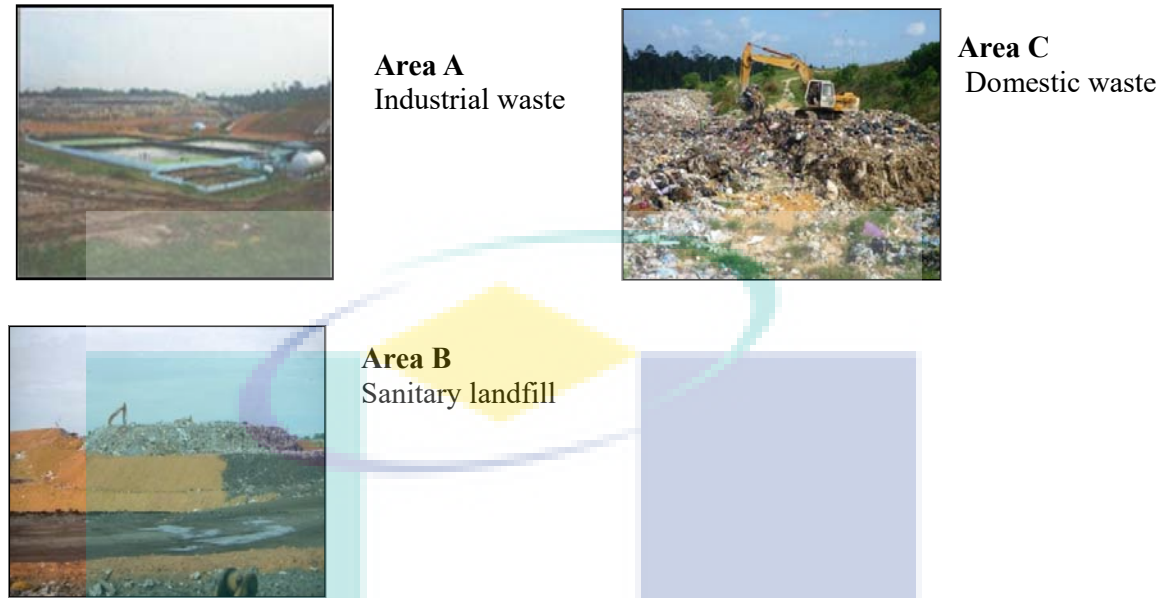 Area A
Industrial waste
Area C
Domestic waste
Area B
Sanitary landfill